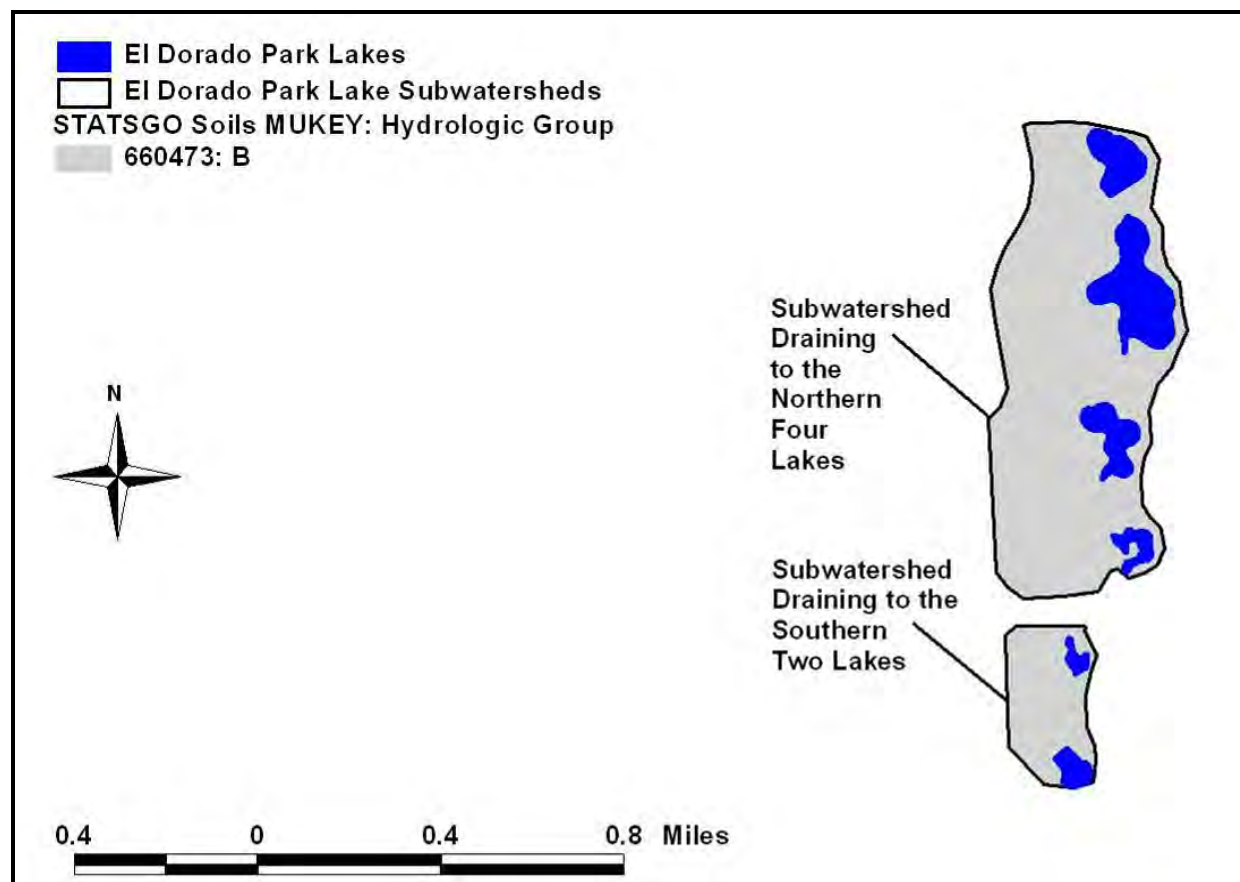 El Dorado Park Lakes
El Dorado Park Lake Subwatersheds
STATSGO Soils MUKEY: Hydrologic Group
660473: B
Subwatershed
Draining
to the
Northern
Four
Lakes
N
Subwatershed
Draining to the
Southern
Two Lakes
0.4 0 0.4 0.8 Miles